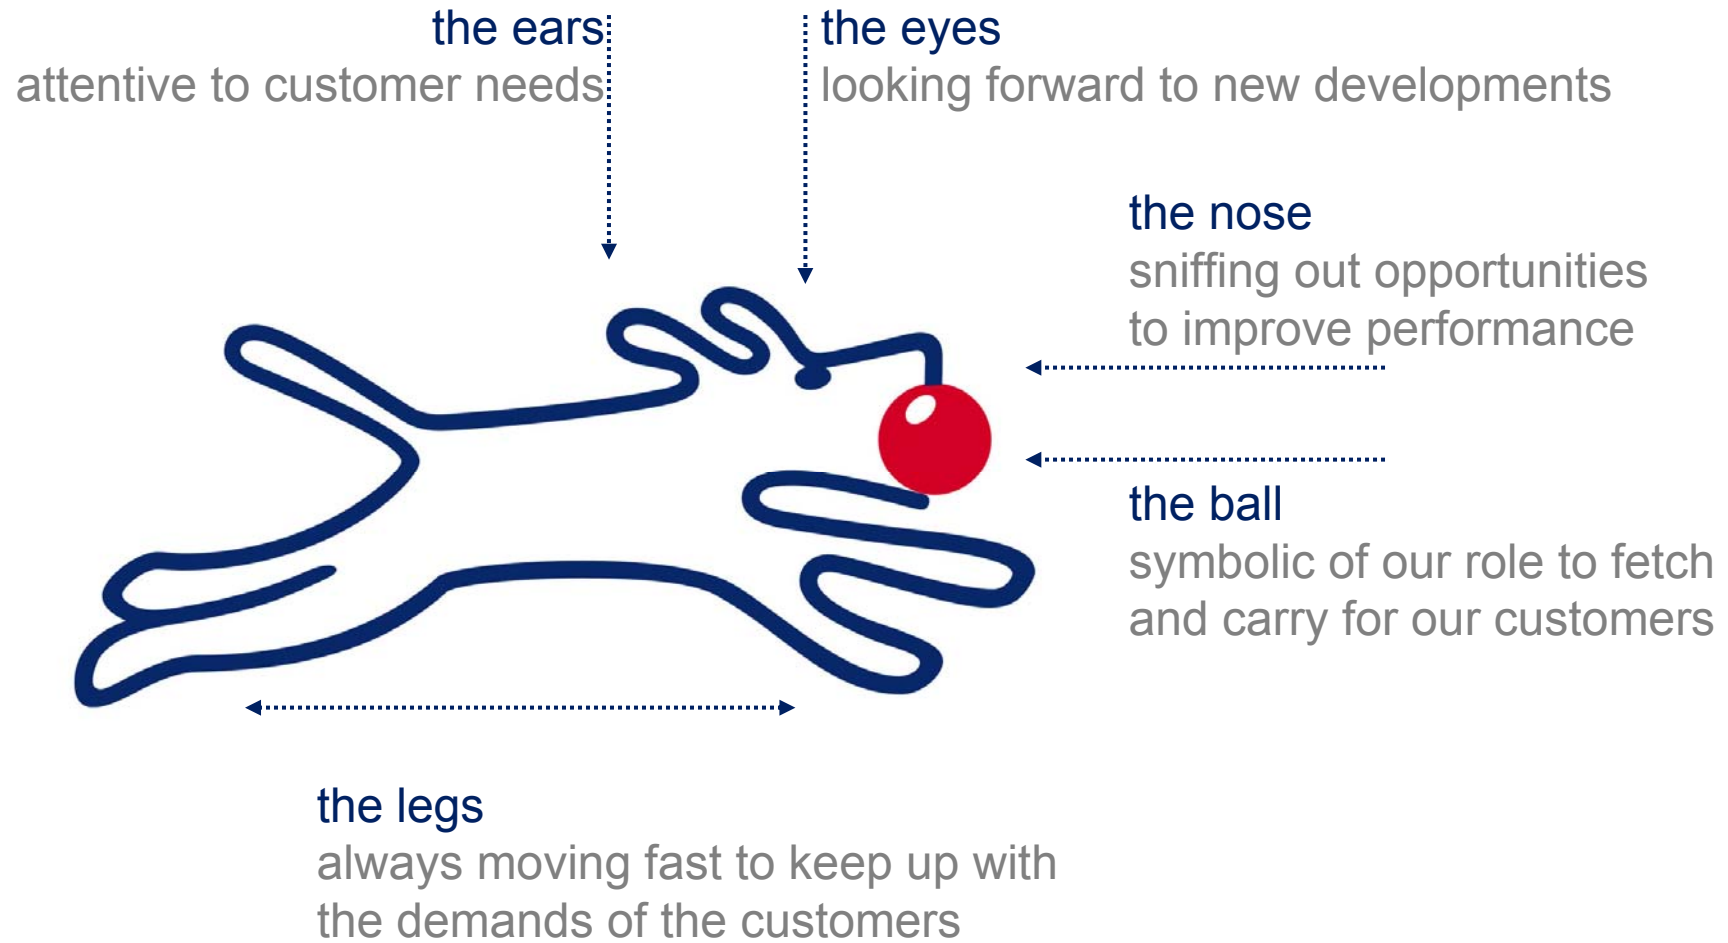 the ears
attentive to customer needs
the eyes
looking forward to new developments
the nose
sniffing out opportunities
to improve performance
the ball
symbolic of our role to fetch
and carry for our customers
the legs
always moving fast to keep up with
the demands of the customers